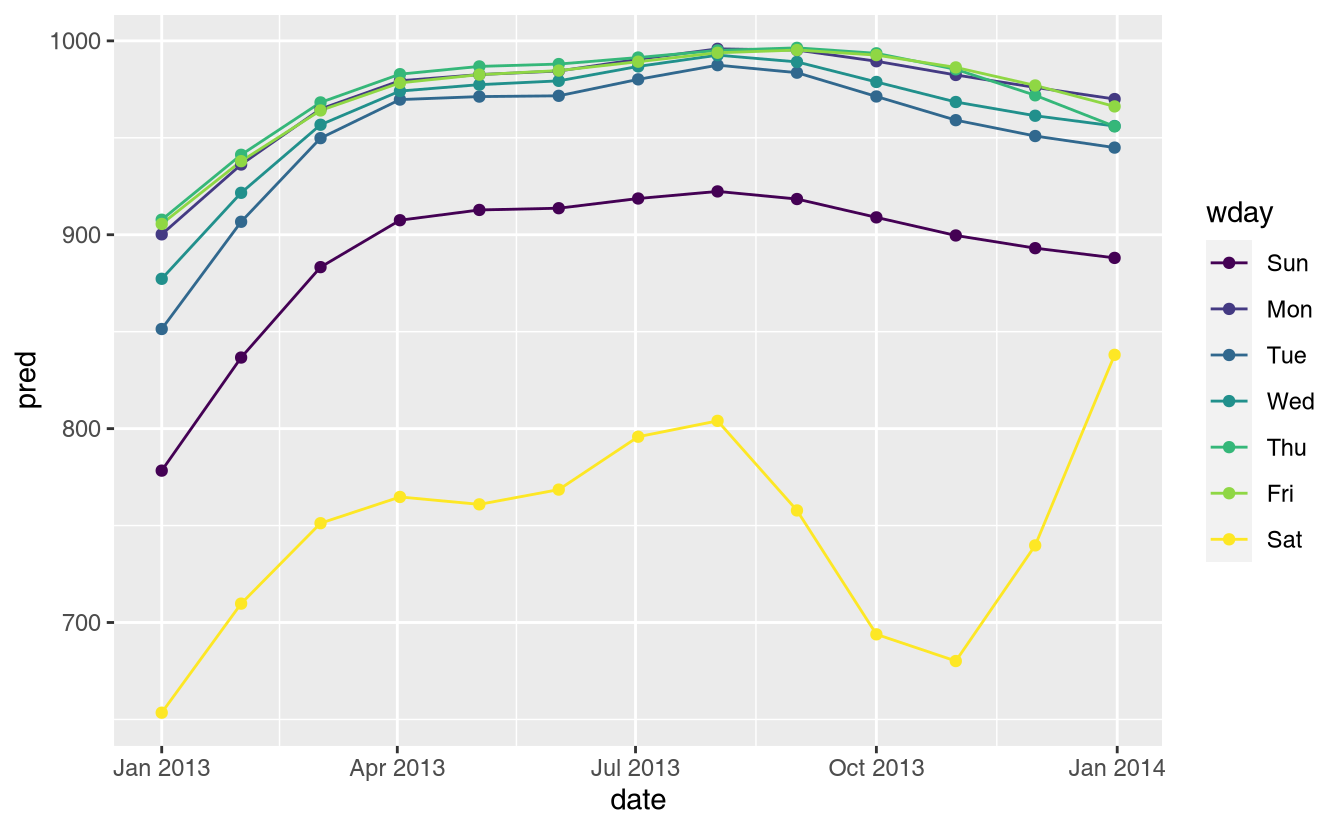 1000
900
800
700
pred
Jan 2013
Apr 2013
Jul 2013
Oct 2013
Jan 2014
date
wday
Sun
Mon
Tue
Wed
Thu
Fri
Sat